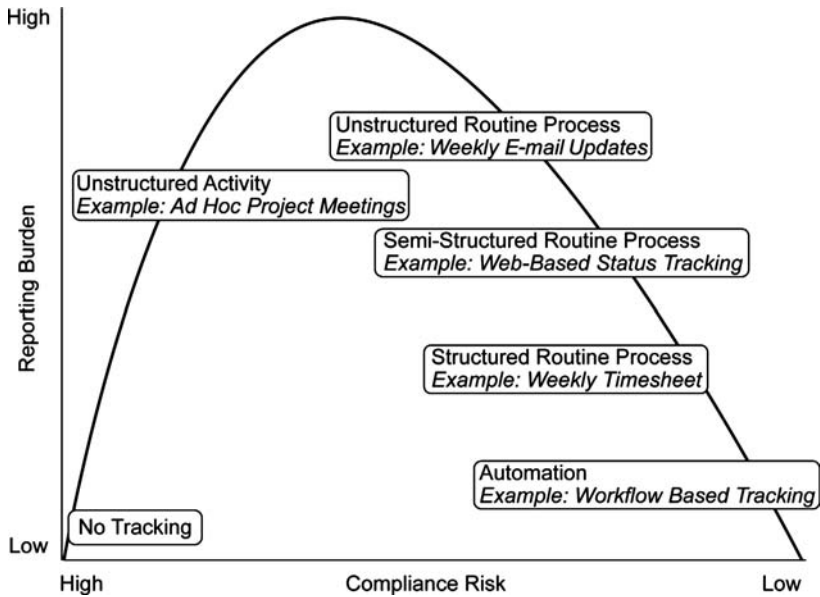 High
Unstructured Routine Process
Example: Weekly E-mail Updates
Unstructured Activity
Example: Ad Hoc Project Meetings
Semi-Structured Routine Process
Example: Web-Based Status Tracking
Reporting Burden
Structured Routine Process
Example: Weekly Timesheet
Automation
Example: Workflow Based Tracking
No Tracking
Low
High
Compliance Risk
Low